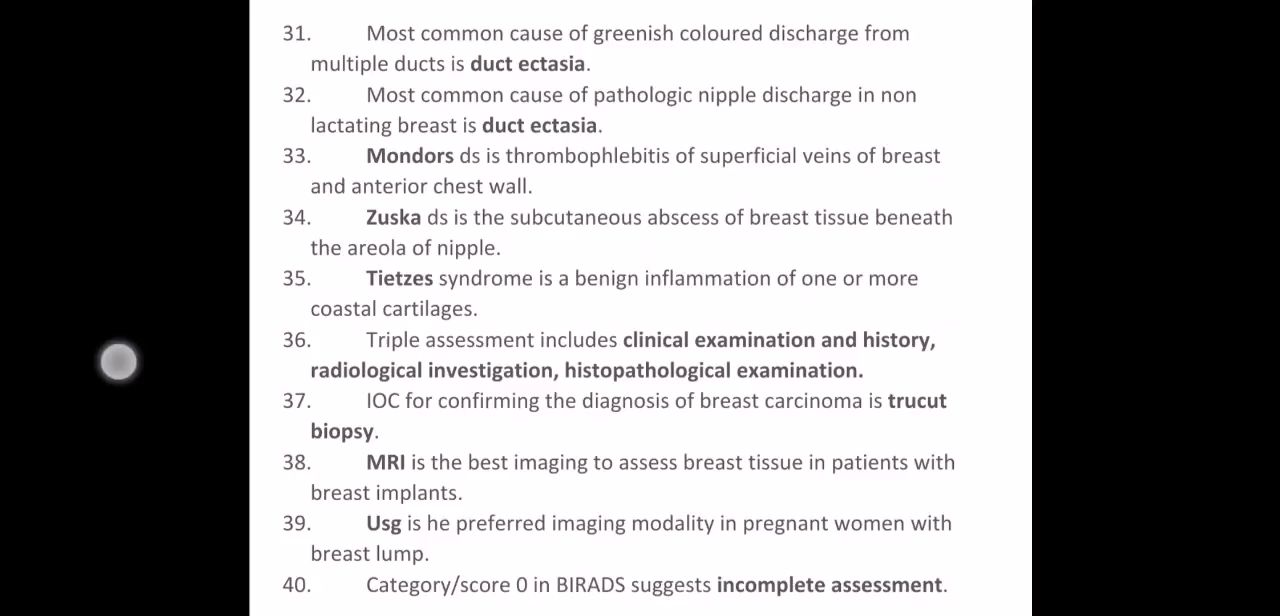 31. Most common cause of greenish coloured discharge from
multiple ducts is duct ectasia.
32. Most common cause of pathologic nipple discharge in non
lactating breast is duct ectasia.
33. Mondors ds is thrombophlebitis of superficial veins of breast
and anterior chest wall.
34. Zuska ds is the subcutaneous abscess of breast tissue beneath
the areola of nipple.
35. Tietzes syndrome is a benign inflammation of one or more
coastal cartilages.
36. Triple assessment includes clinical examination and history,
radiological investigation, histopathological examination.
37. IOC for confirming the diagnosis of breast carcinoma is trucut
biopsy.
38. MRI is the best imaging to assess breast tissue in patients with
breast implants.
39. Usg is he preferred imaging modality in pregnant women with
breast lump.
40. Category/score 0 in BIRADS suggests incomplete assessment.